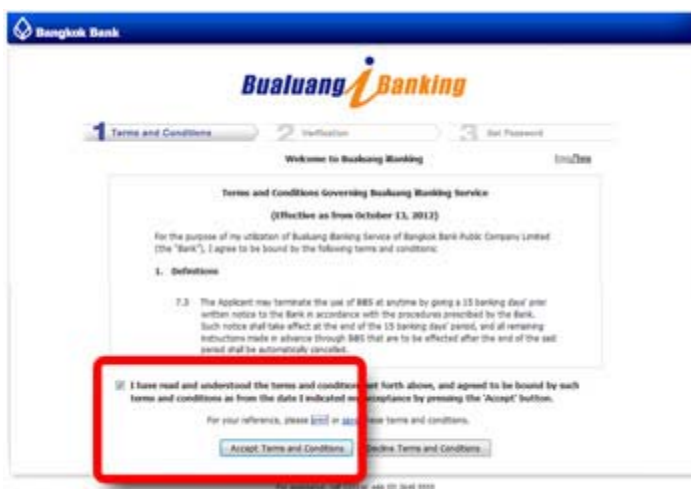 Bangkok Bank
Bualuang iBanking
1 Terms and Conditions 2 Verification 3 Set Password
Welcome to Bualuang iBanking
Terms and Conditions Governing Bualuang iBanking Service
(Effective as from October 13, 2012)
For the purpose of my utilization of Bualuang iBanking Service of Bangkok Bank Public Company Limited
(the "Bank"), I agree to be bound by the following terms and conditions:
1. Definitions
7.3 The Applicant may terminate the use of BBS at anytime by giving a 15 banking days' prior
written notice to the Bank in accordance with the procedures prescribed by the Bank.
Such notice shall take effect at the end of the 15 banking days' period, and all remaining
instructions made in advance through BBS that are to be effected after the end of the said
period shall be automatically cancelled.
I have read and understood the terms and conditions set forth above, and agreed to be bound by such
terms and conditions as from the date I indicated my acceptance by pressing the 'Accept' button.
For your reference, please print or save these terms and conditions.
Accept Terms and Conditions Decline Terms and Conditions